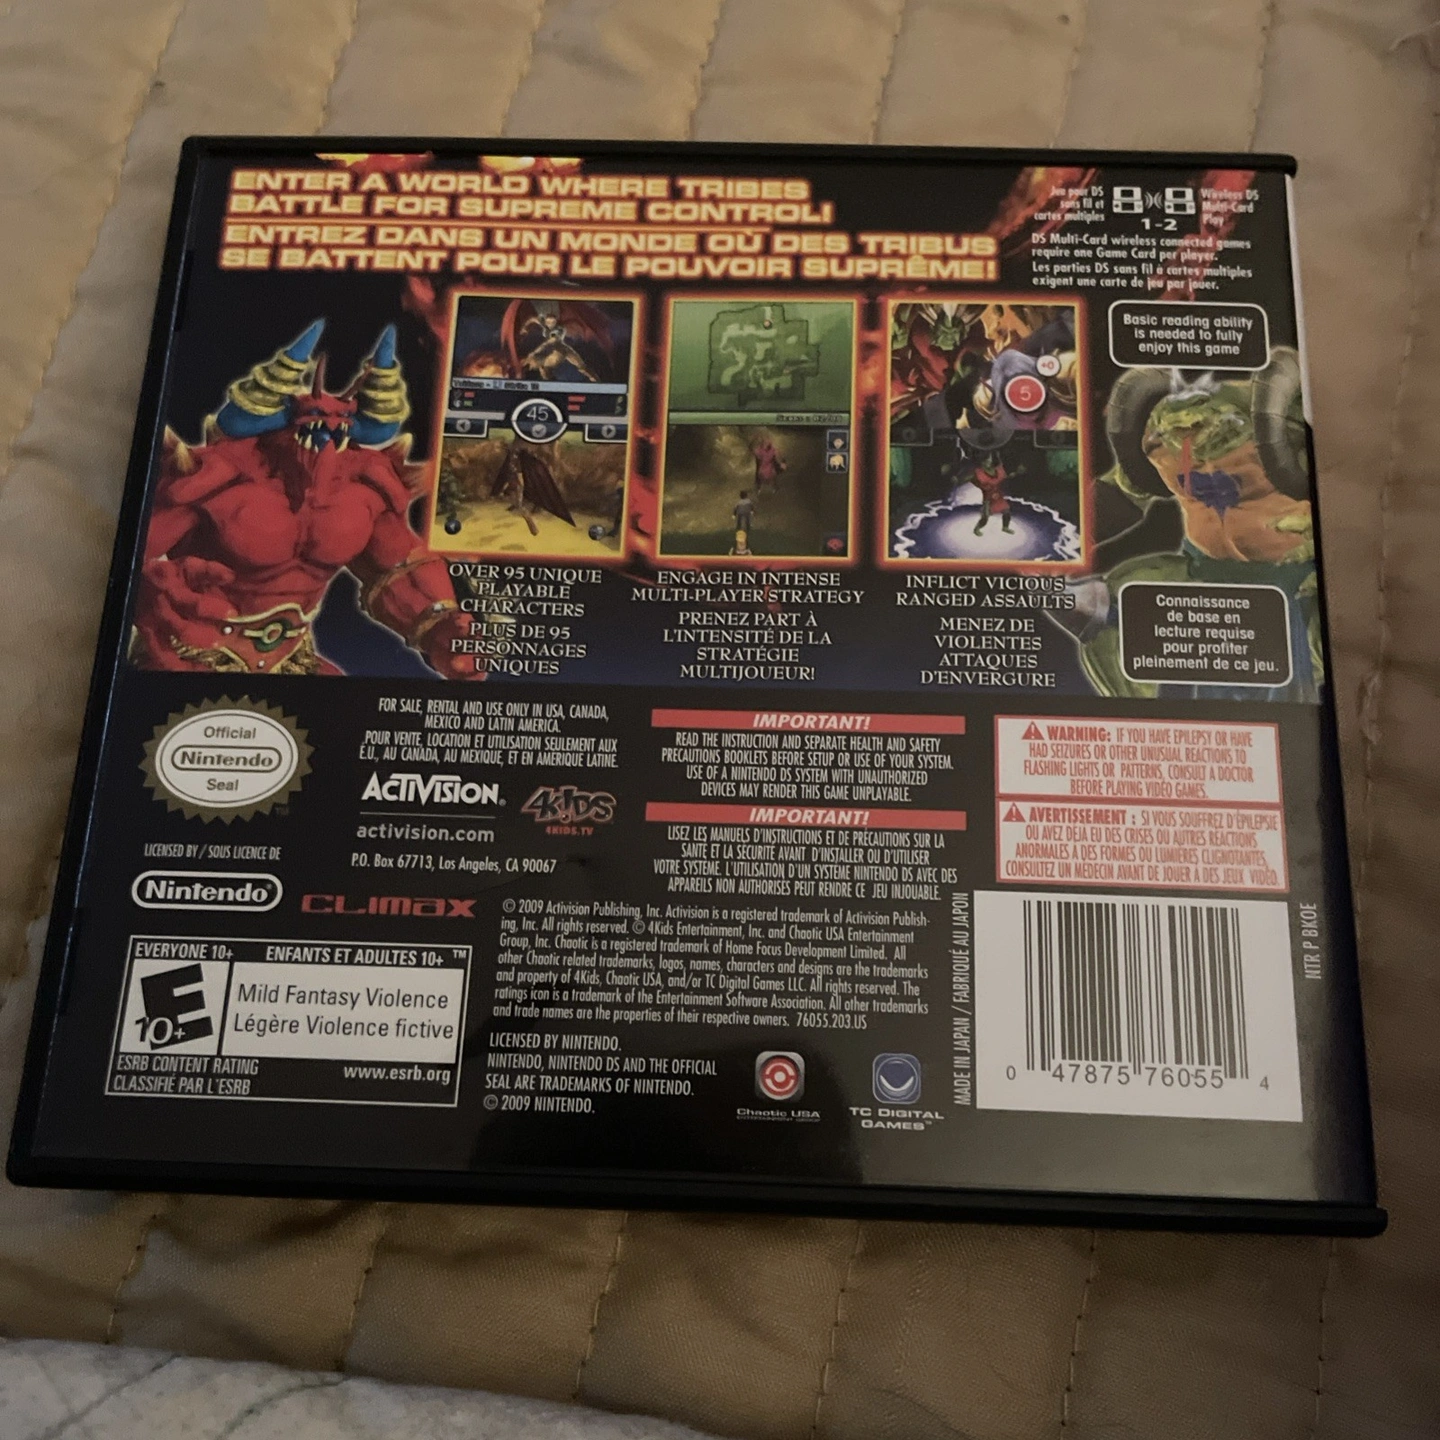 ENTER A WORLD WHERE TRIBES
BATTLE FOR SUPREME CONTROL!
ENTREZ DANS UN MONDE OÙ DES TRIBUS
SE BATTENT POUR LE POUVOIR SUPRÊME!
Jeu pour DS
sans fil et
cartes multiples
1-2
Wireless DS
Multi-Card
Play
DS Multi-Card wireless connected games
require one Game Card per player.
Les parties DS sans fil à cartes multiples
exigent une carte de jeu par jouer.
Basic reading ability
is needed to fully
enjoy this game
45
+0
5
OVER 95 UNIQUE
PLAYABLE
CHARACTERS
PLUS DE 95
PERSONNAGES
UNIQUES
ENGAGE IN INTENSE
MULTI-PLAYER STRATEGY
PRENEZ PART À
L'INTENSITÉ DE LA
STRATÉGIE
MULTIJOUEUR!
INFLICT VICIOUS
RANGED ASSAULTS
MENEZ DE
VIOLENTES
ATTAQUES
D'ENVERGURE
Connaissance
de base en
lecture requise
pour profiter
pleinement de ce jeu.
Official
Nintendo
Seal
FOR SALE, RENTAL AND USE ONLY IN USA, CANADA,
MEXICO AND LATIN AMERICA.
POUR VENTE, LOCATION ET UTILISATION SEULEMENT AUX
É.U., AU CANADA, AU MEXIQUE, ET EN AMERIQUE LATINE.
ACTIVISION®
activision.com
4KiDS
4KIDS.TV
P.O. Box 67713, Los Angeles, CA 90067
IMPORTANT!
READ THE INSTRUCTION AND SEPARATE HEALTH AND SAFETY
PRECAUTIONS BOOKLETS BEFORE SETUP OR USE OF YOUR SYSTEM.
USE OF A NINTENDO DS SYSTEM WITH UNAUTHORIZED
DEVICES MAY RENDER THIS GAME UNPLAYABLE.
IMPORTANT!
LISEZ LES MANUELS D'INSTRUCTIONS ET DE PRÉCAUTIONS SUR LA
SANTÉ ET LA SÉCURITÉ AVANT D'INSTALLER OU D'UTILISER
VOTRE SYSTÈME. L'UTILISATION D'UN SYSTÈME NINTENDO DS AVEC DES
APPAREILS NON AUTHORISÉS PEUT RENDRE CE JEU INJOUABLE.
WARNING: IF YOU HAVE EPILEPSY OR HAVE
HAD SEIZURES OR OTHER UNUSUAL REACTIONS TO
FLASHING LIGHTS OR PATTERNS, CONSULT A DOCTOR
BEFORE PLAYING VIDEO GAMES.
AVERTISSEMENT : SI VOUS SOUFFREZ D'ÉPILEPSIE
OU AVEZ DÉJÀ EU DES CRISES OU AUTRES RÉACTIONS
ANORMALES À DES FORMES OU LUMIÈRES CLIGNOTANTES,
CONSULTEZ UN MÉDECIN AVANT DE JOUER À DES JEUX VIDÉO.
LICENSED BY / SOUS LICENCE DE
Nintendo®
CLIMAX
EVERYONE 10+ ENFANTS ET ADULTES 10+ ™
E
10+
Mild Fantasy Violence
Légère Violence fictive
ESRB CONTENT RATING
CLASSIFIÉ PAR L'ESRB
www.esrb.org
© 2009 Activision Publishing, Inc. Activision is a registered trademark of Activision Publish-
ing, Inc. All rights reserved. © 4Kids Entertainment, Inc. and Chaotic USA Entertainment
Group, Inc. Chaotic is a registered trademark of Home Focus Development Limited. All
other Chaotic related trademarks, logos, names, characters and designs are the trademarks
and property of 4Kids, Chaotic USA, and/or TC Digital Games LLC. All rights reserved. The
ratings icon is a trademark of the Entertainment Software Association. All other trademarks
and trade names are the properties of their respective owners. 76055.203.US
LICENSED BY NINTENDO.
NINTENDO, NINTENDO DS AND THE OFFICIAL
SEAL ARE TRADEMARKS OF NINTENDO.
© 2009 NINTENDO.
Chaotic USA
TC DIGITAL
GAMES™
MADE IN JAPAN / FABRIQUÉ AU JAPON
NTR P BKOE
0 47875 76055 4